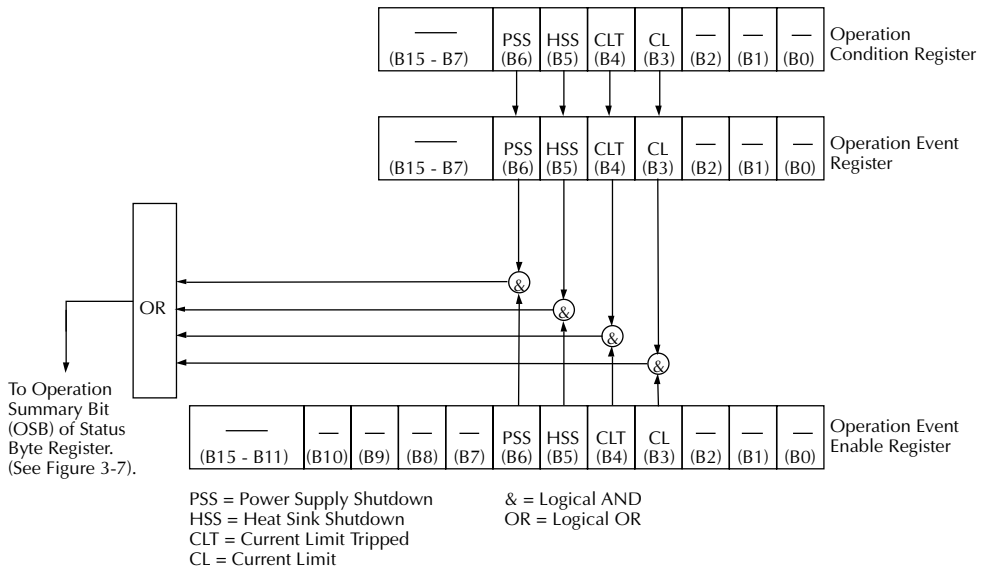 PSS HSS CLT CL — — —
(B15 - B7) (B6) (B5) (B4) (B3) (B2) (B1) (B0)
Operation
Condition Register
PSS HSS CLT CL — — —
(B15 - B7) (B6) (B5) (B4) (B3) (B2) (B1) (B0)
Operation Event
Register
&
&
&
&
OR
To Operation
Summary Bit
(OSB) of Status
Byte Register.
(See Figure 3-7).
— — — — — PSS HSS CLT CL — — —
(B15 - B11) (B10) (B9) (B8) (B7) (B6) (B5) (B4) (B3) (B2) (B1) (B0)
Operation Event
Enable Register
PSS = Power Supply Shutdown
HSS = Heat Sink Shutdown
CLT = Current Limit Tripped
CL = Current Limit
& = Logical AND
OR = Logical OR